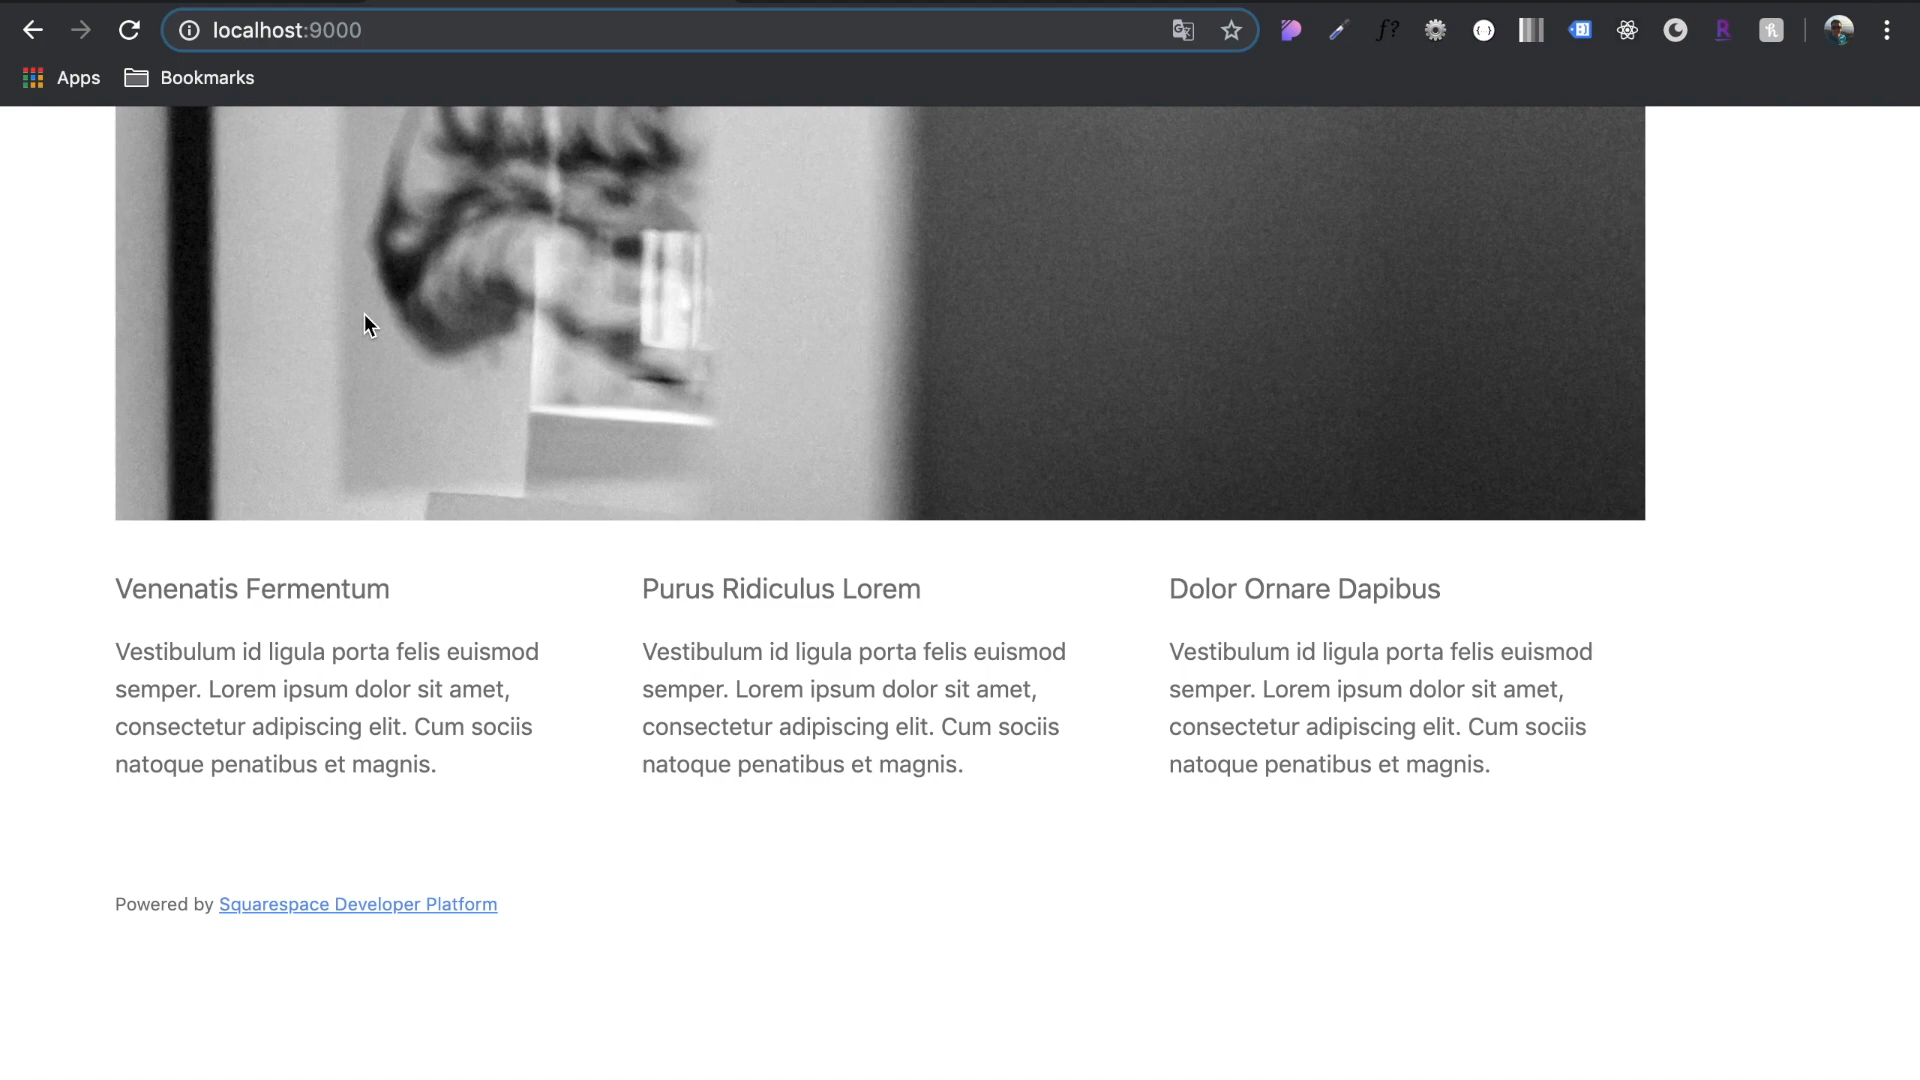 localhost:9000
Apps Bookmarks
Venenatis Fermentum
Vestibulum id ligula porta felis euismod
semper. Lorem ipsum dolor sit amet,
consectetur adipiscing elit. Cum sociis
natoque penatibus et magnis.
Purus Ridiculus Lorem
Vestibulum id ligula porta felis euismod
semper. Lorem ipsum dolor sit amet,
consectetur adipiscing elit. Cum sociis
natoque penatibus et magnis.
Dolor Ornare Dapibus
Vestibulum id ligula porta felis euismod
semper. Lorem ipsum dolor sit amet,
consectetur adipiscing elit. Cum sociis
natoque penatibus et magnis.
Powered by Squarespace Developer Platform